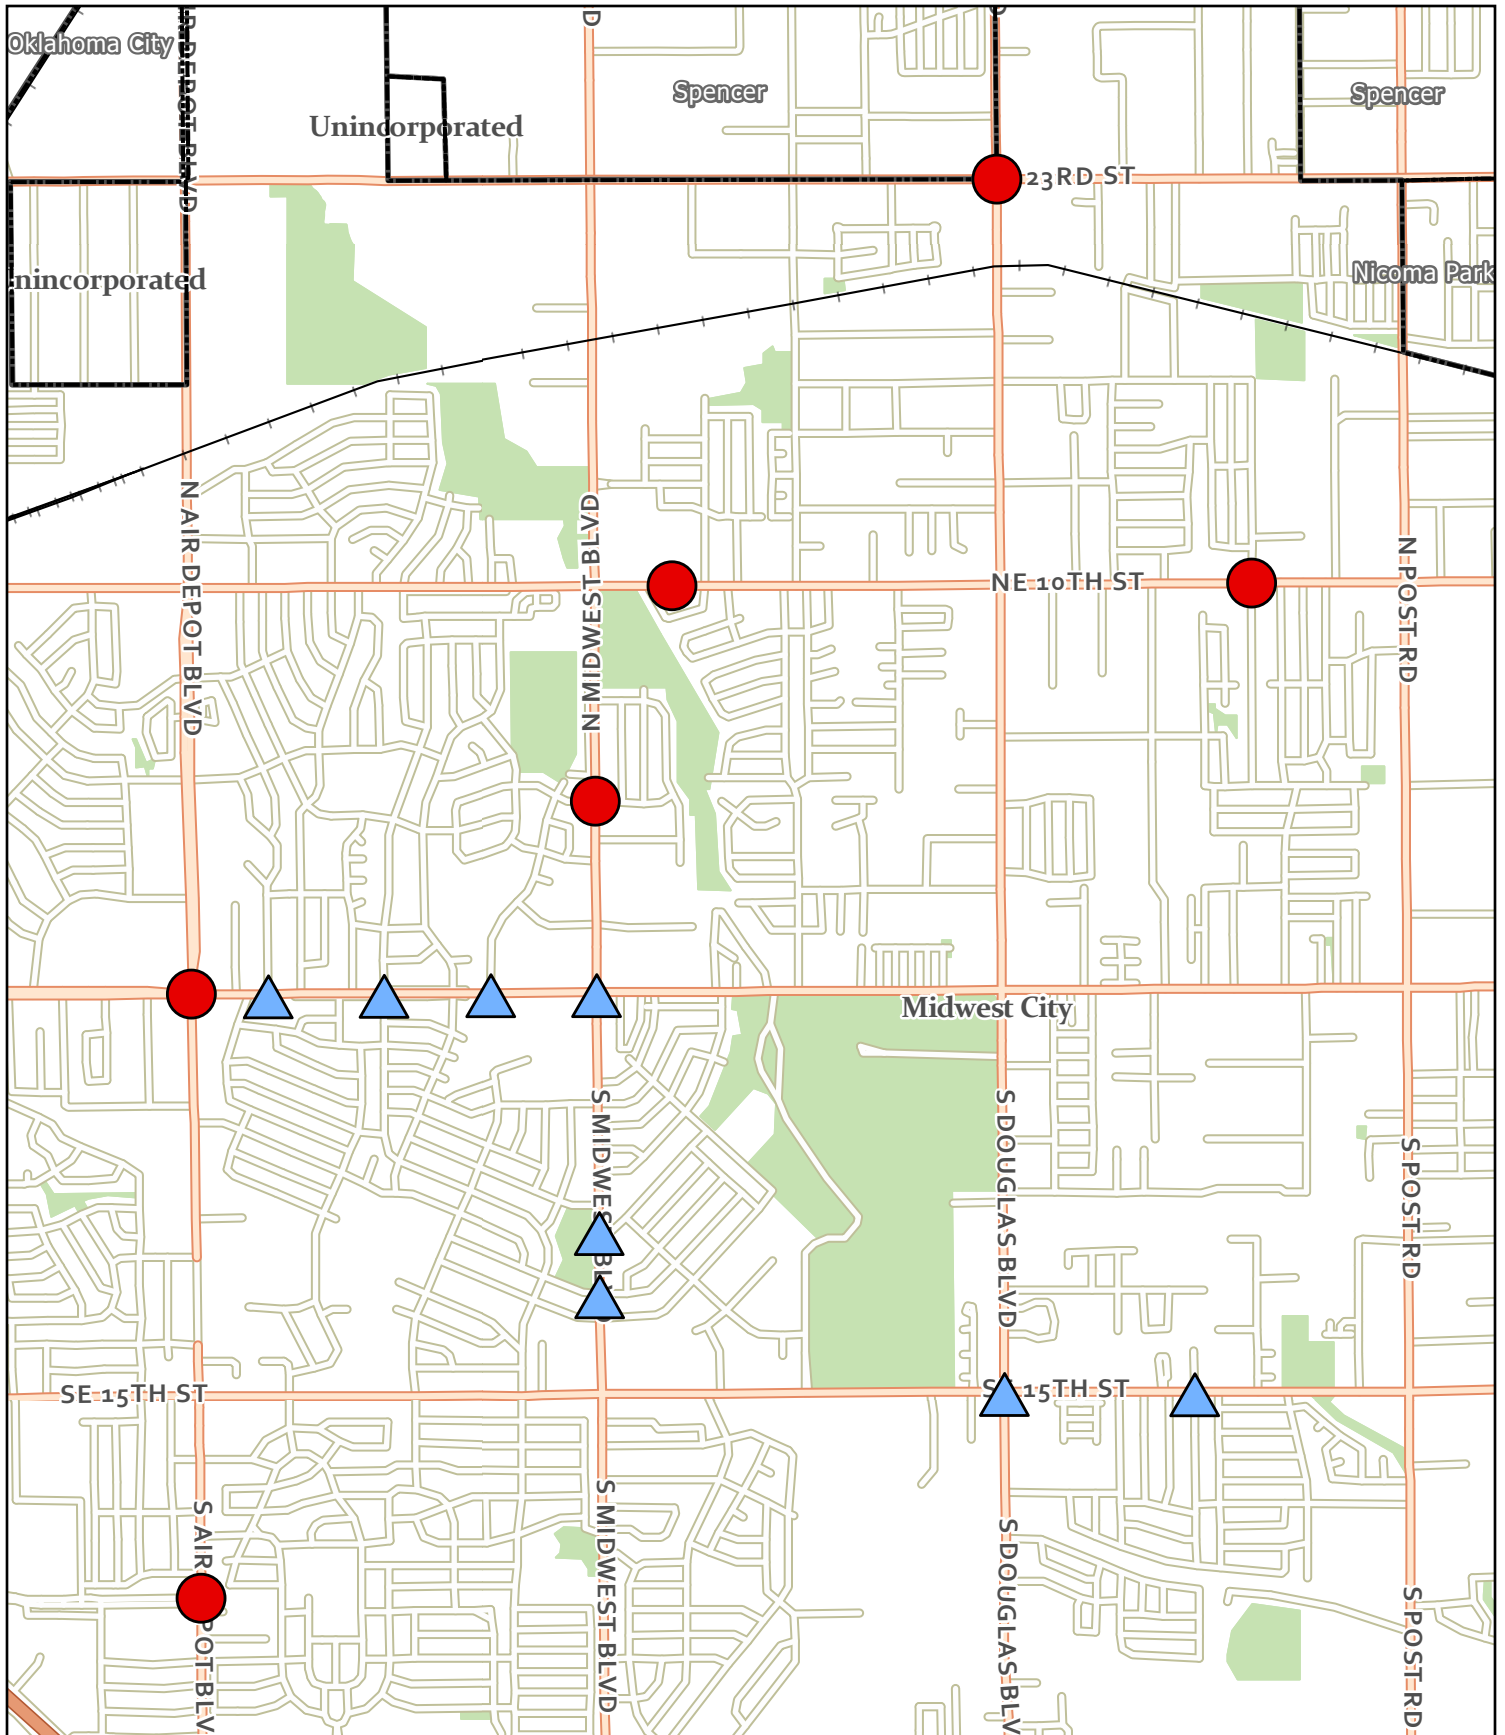 Oklahoma City
Spencer
Spencer
Unincorporated
23RD ST
nincorporated
Nicoma Park
N AIR DEPOT BLVD
N MIDWEST BLVD
NE 10TH ST
N POST RD
Midwest City
S MIDWEST BLVD
S DOUGLAS BLVD
S POST RD
SE 15TH ST
15TH ST
S AIR
POT BLV
S MIDWEST BLVD
S DOUGLAS BLV
S POST RD